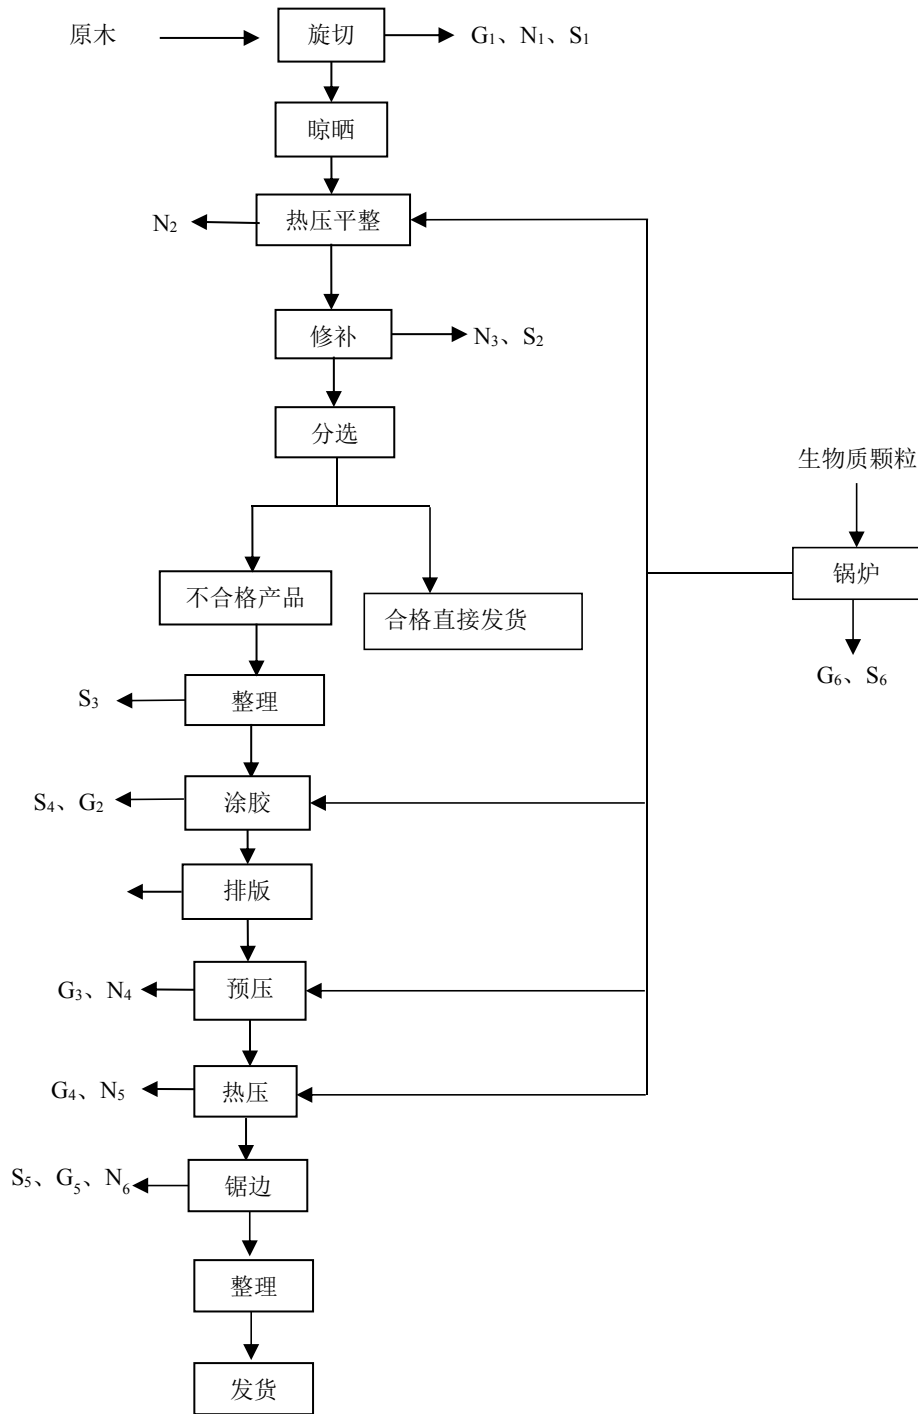 原木
旋切
G₁、N₁、S₁
晾晒
N₂
热压平整
修补
N₃、S₂
分选
生物质颗粒
锅炉
不合格产品
合格直接发货
G₆、S₆
S₃
整理
S₄、G₂
涂胶
排版
G₃、N₄
预压
G₄、N₅
热压
S₅、G₅、N₆
锯边
整理
发货